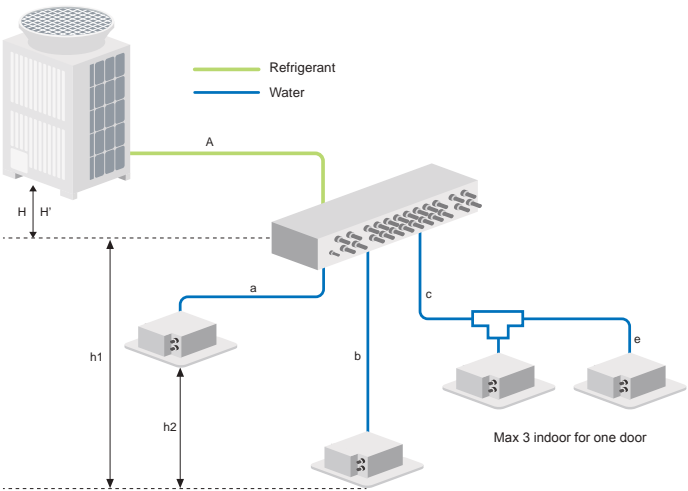 Refrigerant
Water
A
H H'
a
c
h1
b
e
h2
Max 3 indoor for one door